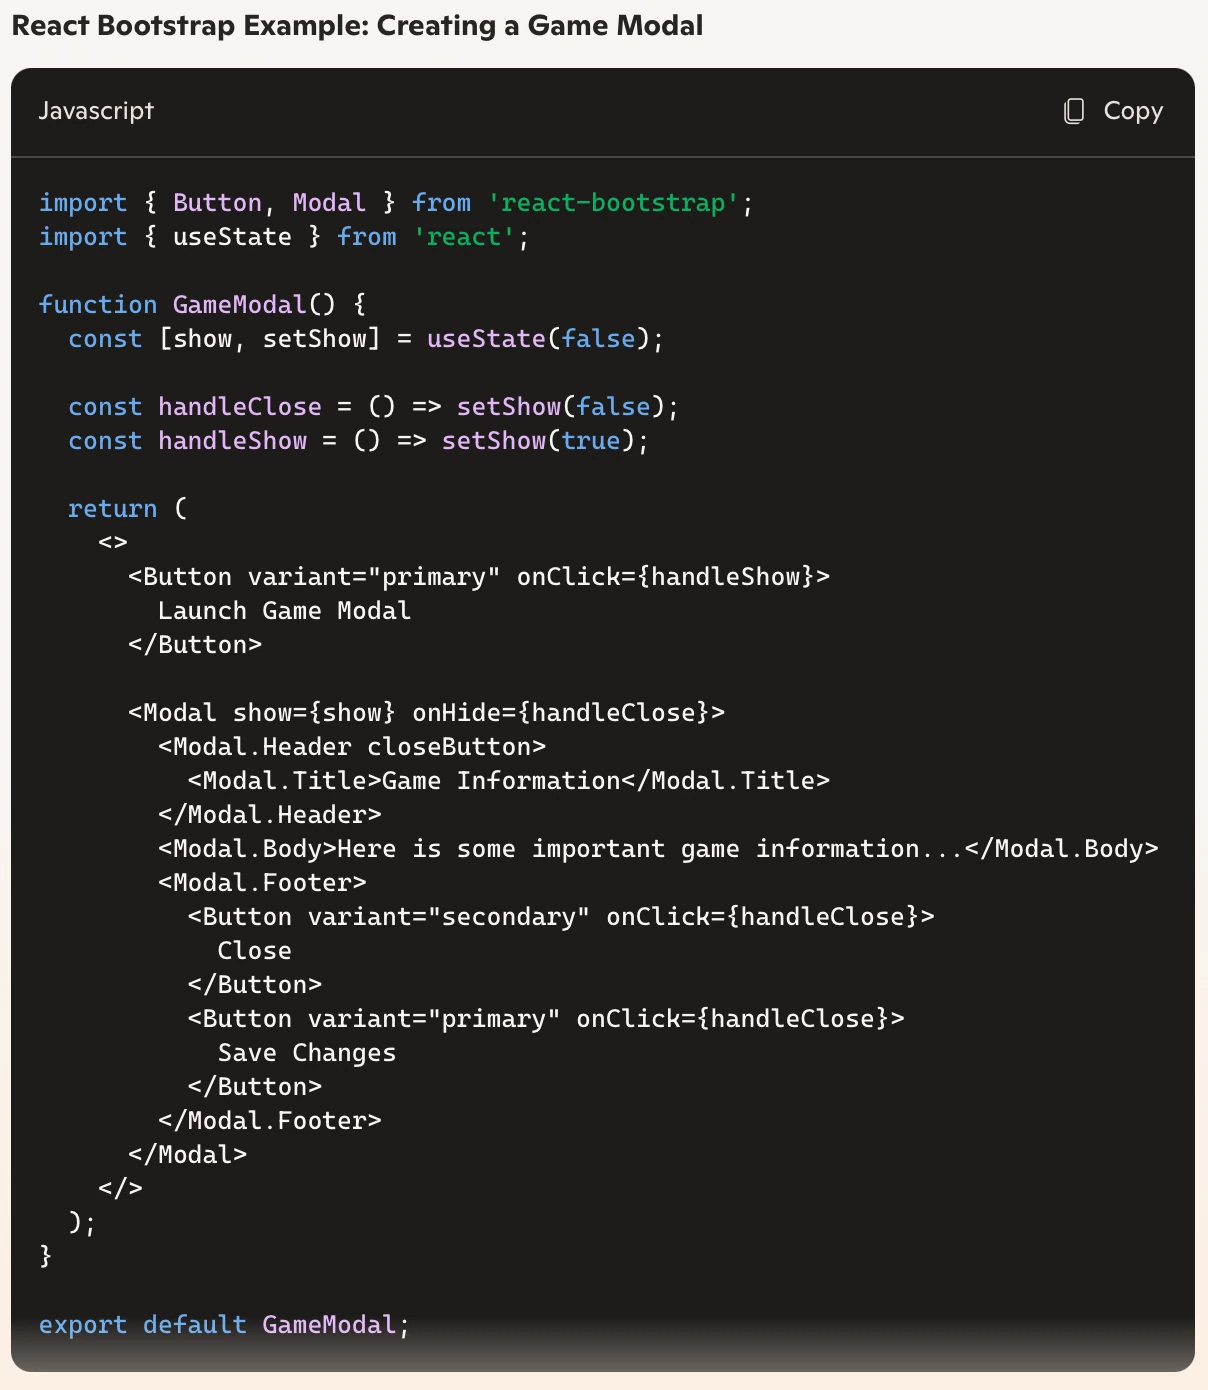 React Bootstrap Example: Creating a Game Modal
Javascript
Copy
import { Button, Modal } from 'react-bootstrap';
import { useState } from 'react';

function GameModal() {
  const [show, setShow] = useState(false);

  const handleClose = () => setShow(false);
  const handleShow = () => setShow(true);

  return (
    <>
      <Button variant="primary" onClick={handleShow}>
        Launch Game Modal
      </Button>

      <Modal show={show} onHide={handleClose}>
        <Modal.Header closeButton>
          <Modal.Title>Game Information</Modal.Title>
        </Modal.Header>
        <Modal.Body>Here is some important game information...</Modal.Body>
        <Modal.Footer>
          <Button variant="secondary" onClick={handleClose}>
            Close
          </Button>
          <Button variant="primary" onClick={handleClose}>
            Save Changes
          </Button>
        </Modal.Footer>
      </Modal>
    </>
  );
}

export default GameModal;